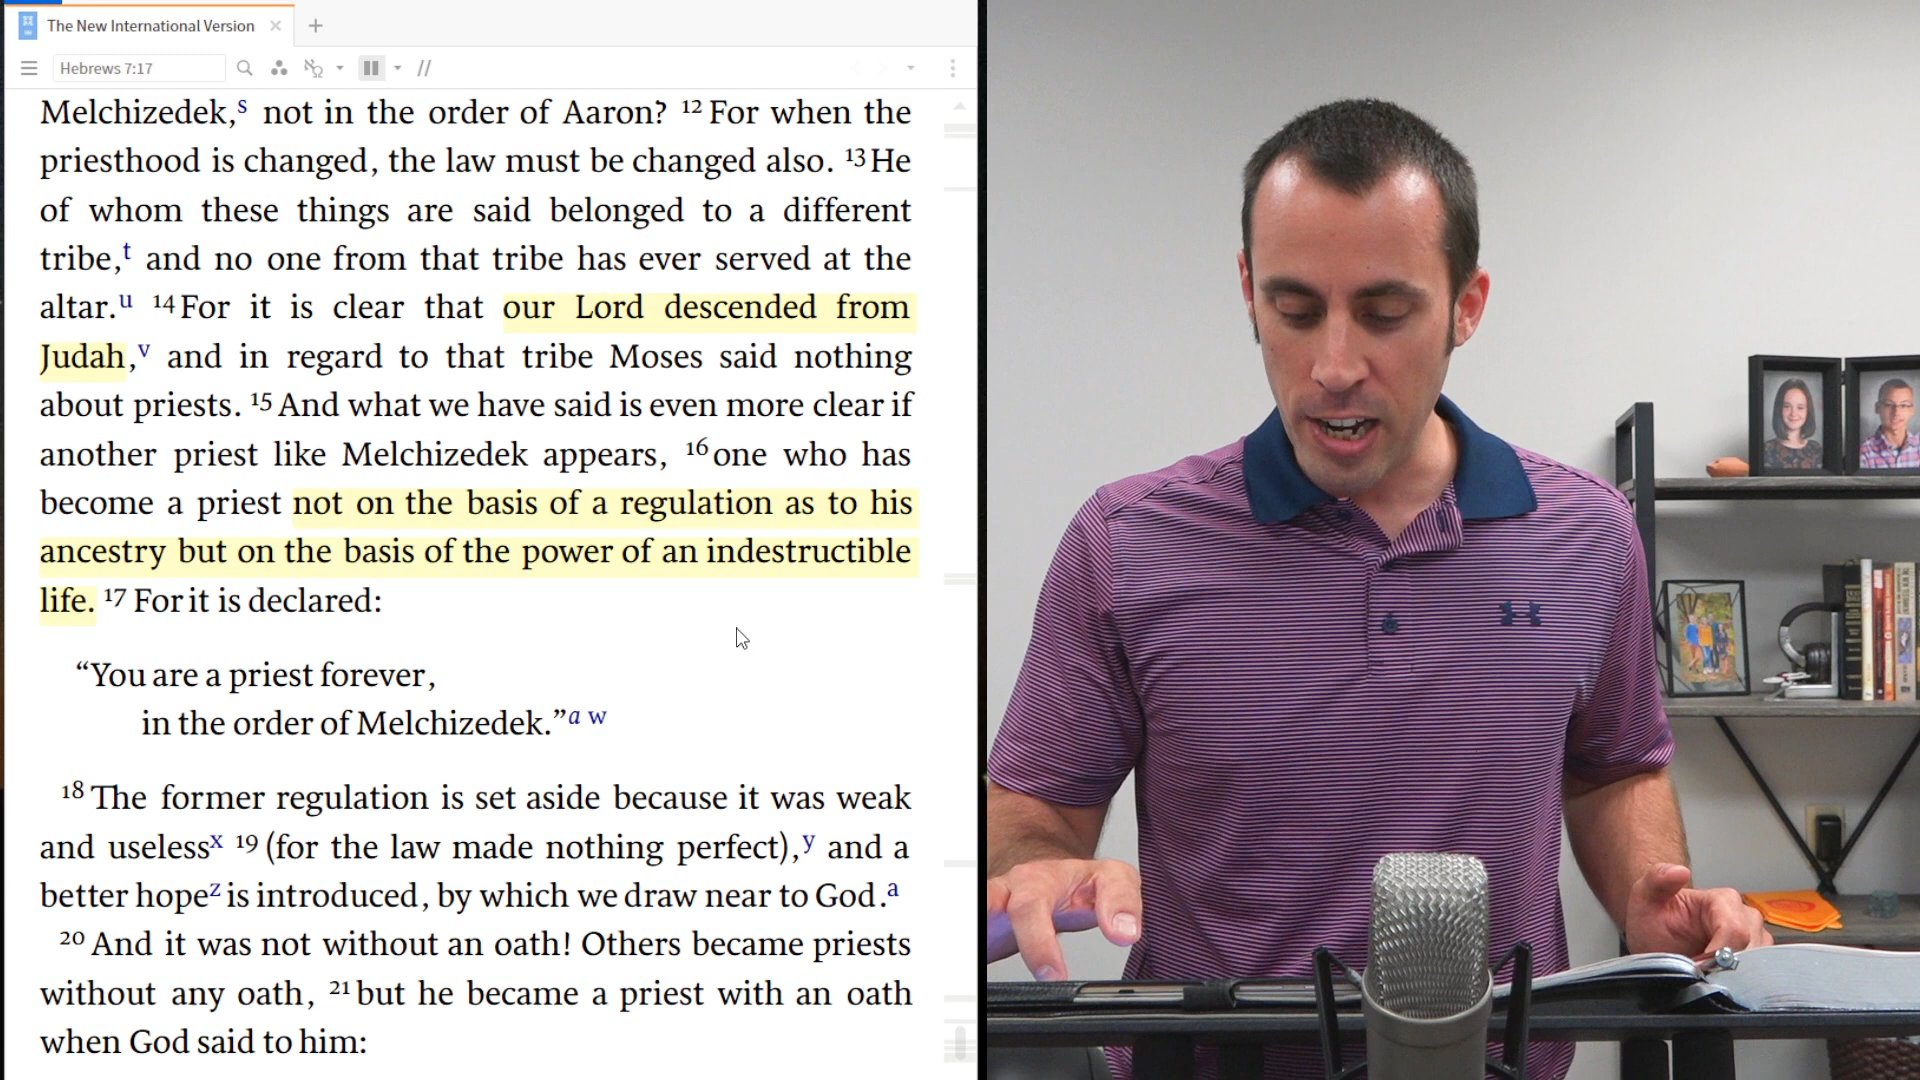 The New International Version
Hebrews 7:17
Melchizedek,s not in the order of Aaron? 12 For when the
priesthood is changed, the law must be changed also. 13 He
of whom these things are said belonged to a different
tribe,t and no one from that tribe has ever served at the
altar.u 14 For it is clear that our Lord descended from
Judah,v and in regard to that tribe Moses said nothing
about priests. 15 And what we have said is even more clear if
another priest like Melchizedek appears, 16 one who has
become a priest not on the basis of a regulation as to his
ancestry but on the basis of the power of an indestructible
life. 17 For it is declared:
“You are a priest forever,
in the order of Melchizedek.”a w
18 The former regulation is set aside because it was weak
and uselessx 19 (for the law made nothing perfect),y and a
better hopez is introduced, by which we draw near to God.a
20 And it was not without an oath! Others became priests
without any oath, 21 but he became a priest with an oath
when God said to him: